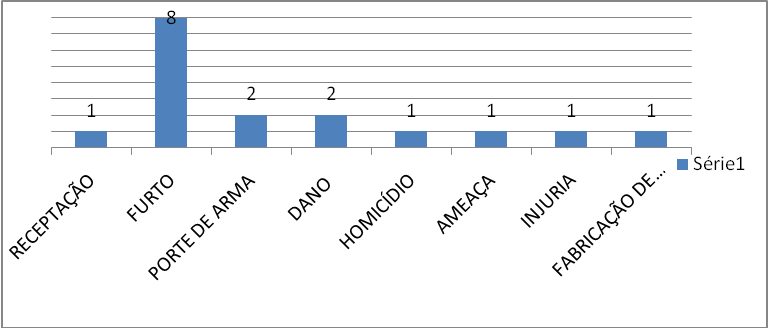 8
1
2
2
1
1
1
1
RECEPTAÇÃO
FURTO
PORTE DE ARMA
DANO
HOMICÍDIO
AMEAÇA
INJURIA
FABRICAÇÃO DE...
Série1